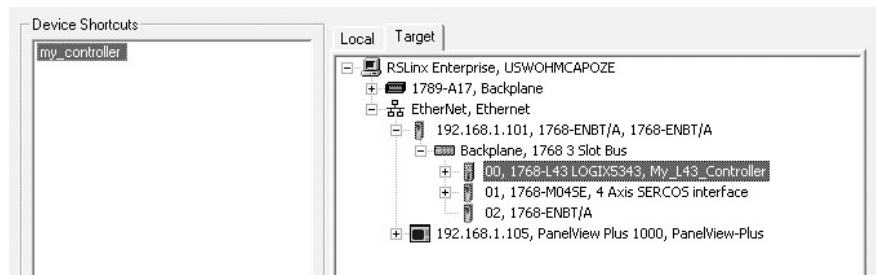 Device Shortcuts
my_controller
Local Target
RSLinx Enterprise, USWOHMCAPOZE
1789-A17, Backplane
EtherNet, Ethernet
192.168.1.101, 1768-ENBT/A, 1768-ENBT/A
Backplane, 1768 3 Slot Bus
00, 1768-L43 LOGIX5343, My_L43_Controller
01, 1768-M04SE, 4 Axis SERCOS interface
02, 1768-ENBT/A
192.168.1.105, PanelView Plus 1000, PanelView-Plus